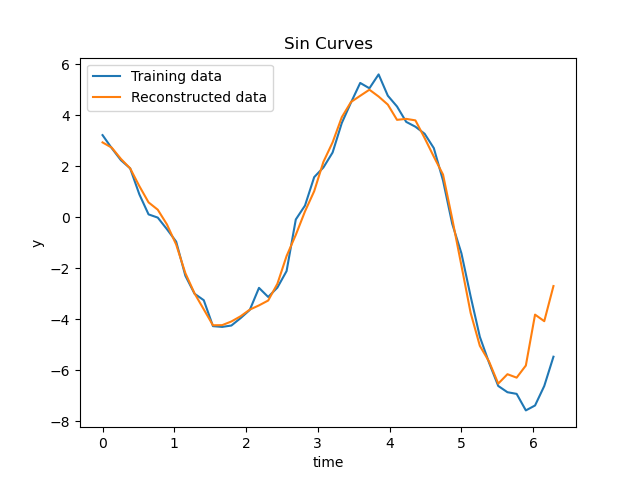 Sin Curves
Training data
Reconstructed data
6
4
2
0
−2
−4
−6
−8
y
0 1 2 3 4 5 6
time